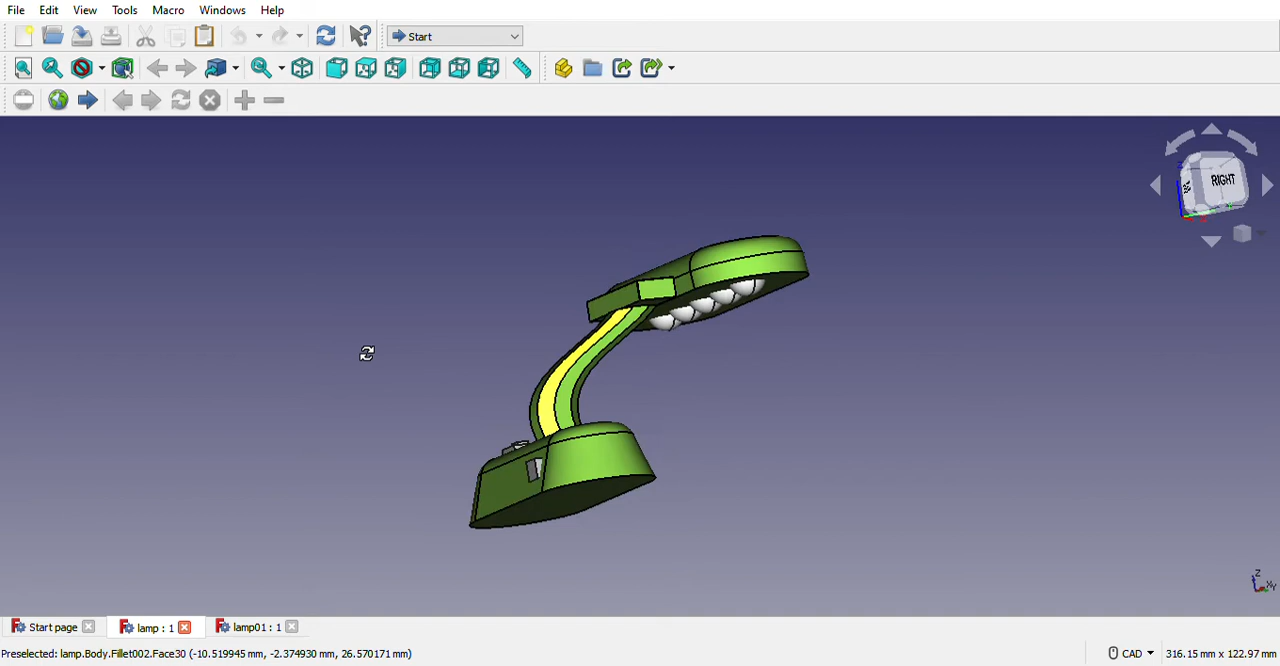 File Edit View Tools Macro Windows Help
Start
RIGHT
Z
Start page lamp : 1 lamp01 : 1
Preselected: lamp.Body.Fillet002.Face30 (-10.519945 mm, -2.374930 mm, 26.570171 mm) CAD 316.15 mm x 122.97 mm